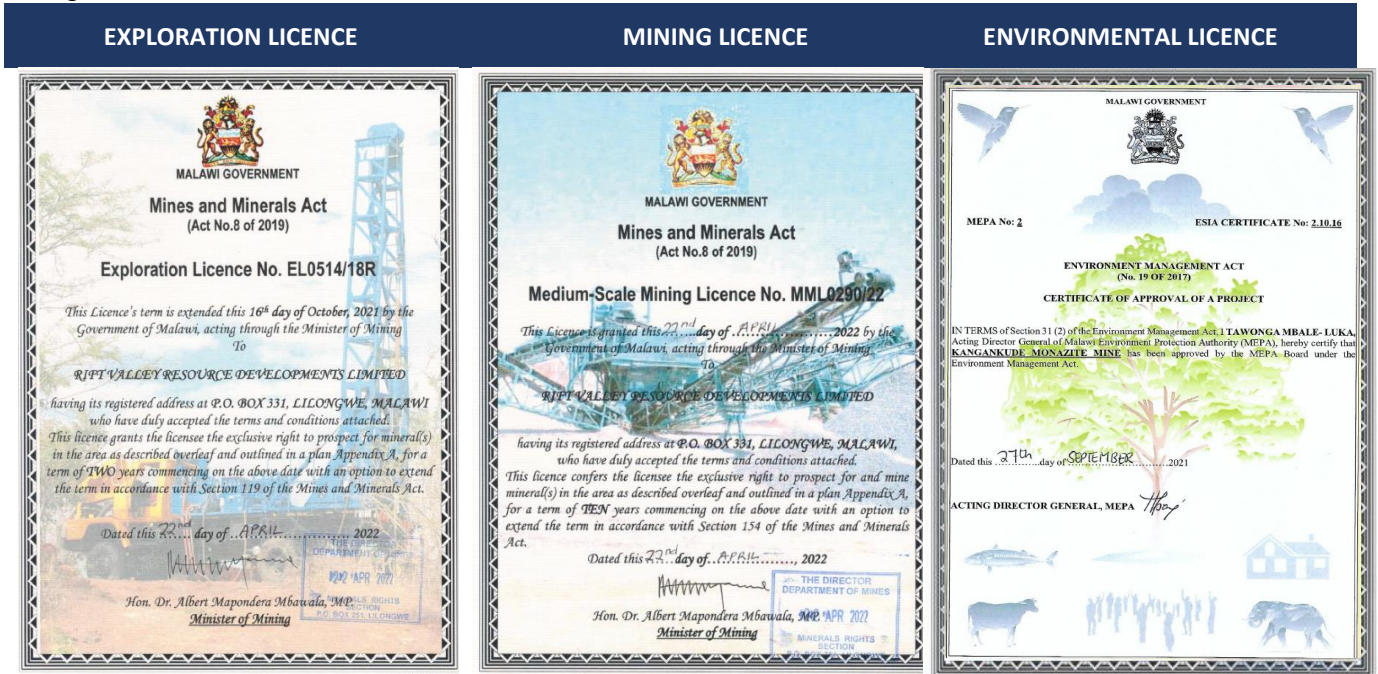 EXPLORATION LICENCE
MINING LICENCE
ENVIRONMENTAL LICENCE
MALAWI GOVERNMENT
Mines and Minerals Act
(Act No.8 of 2019)
Exploration Licence No. EL0514/18R
This Licence's term is extended this 16th day of October, 2021 by the
Government of Malawi, acting through the Minister of Mining
To
RIFT VALLEY RESOURCE DEVELOPMENTS LIMITED
having its registered address at P.O. BOX 331, LILONGWE, MALAWI
who have duly accepted the terms and conditions attached.
This licence grants the licensee the exclusive right to prospect for mineral(s)
in the area as described overleaf and outlined in a plan Appendix A, for a
term of TWO years commencing on the above date with an option to extend
the term in accordance with Section 119 of the Mines and Minerals Act.
Dated this 22nd day of APRIL 2022
THE DIRECTOR
DEPARTMENT OF MINES
APR 2022
MINERALS RIGHTS
SECTION
P.O. BOX 251, LILONGWE
Hon. Dr. Albert Mapondera Mbawala, MP.
Minister of Mining
MALAWI GOVERNMENT
Mines and Minerals Act
(Act No.8 of 2019)
Medium-Scale Mining Licence No. MML0290/22
This Licence is granted this 22nd day of APRIL 2022 by the
Government of Malawi, acting through the Minister of Mining
To
RIFT VALLEY RESOURCE DEVELOPMENTS LIMITED
having its registered address at P.O. BOX 331, LILONGWE, MALAWI,
who have duly accepted the terms and conditions attached.
This licence confers the licensee the exclusive right to prospect for and mine
mineral(s) in the area as described overleaf and outlined in a plan Appendix A,
for a term of TEN years commencing on the above date with an option to
extend the term in accordance with Section 154 of the Mines and Minerals
Act.
Dated this 22nd day of APRIL, 2022
THE DIRECTOR
DEPARTMENT OF MINES
APR 2022
MINERALS RIGHTS
SECTION
Hon. Dr. Albert Mapondera Mbawala, MP.
Minister of Mining
MALAWI GOVERNMENT
MEPA No: 2
ESIA CERTIFICATE No: 2.10.16
ENVIRONMENT MANAGEMENT ACT
(No. 19 OF 2017)
CERTIFICATE OF APPROVAL OF A PROJECT
IN TERMS of Section 31 (2) of the Environment Management Act, I TAWONGA MBALE- LUKA,
Acting Director General of Malawi Environment Protection Authority (MEPA), hereby certify that
KANGANKUDE MONAZITE MINE has been approved by the MEPA Board under the
Environment Management Act.
Dated this 27th day of SEPTEMBER 2021
ACTING DIRECTOR GENERAL, MEPA